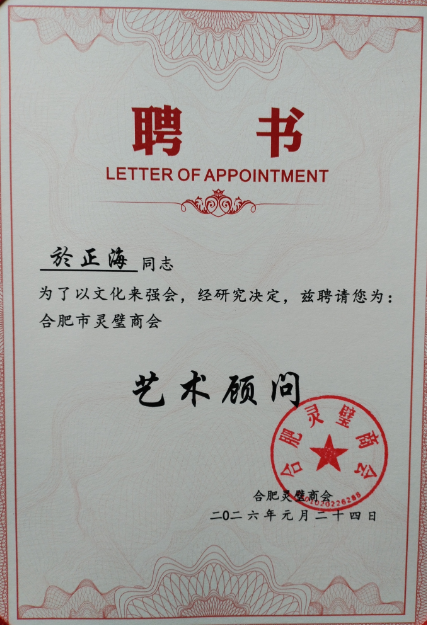 聘 书
LETTER OF APPOINTMENT
於正海 同志
为了以文化来强会，经研究决定，兹聘请您为：
合肥市灵璧商会
艺术顾问
合肥灵璧商会
合肥灵璧商会
二〇二六年元月二十四日